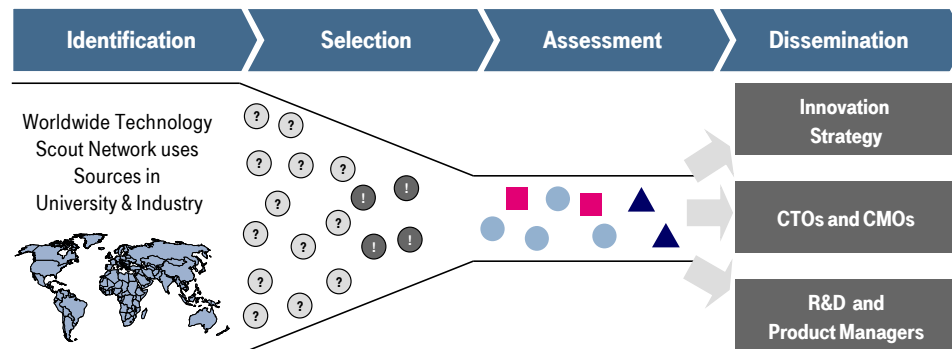 Identification
Selection
Assessment
Dissemination
Worldwide Technology
Scout Network uses
Sources in
University & Industry
? ?
? ? ?
! !
? ?
? ? ! !
? ?
? ?
Innovation
Strategy
CTOs and CMOs
R&D and
Product Managers